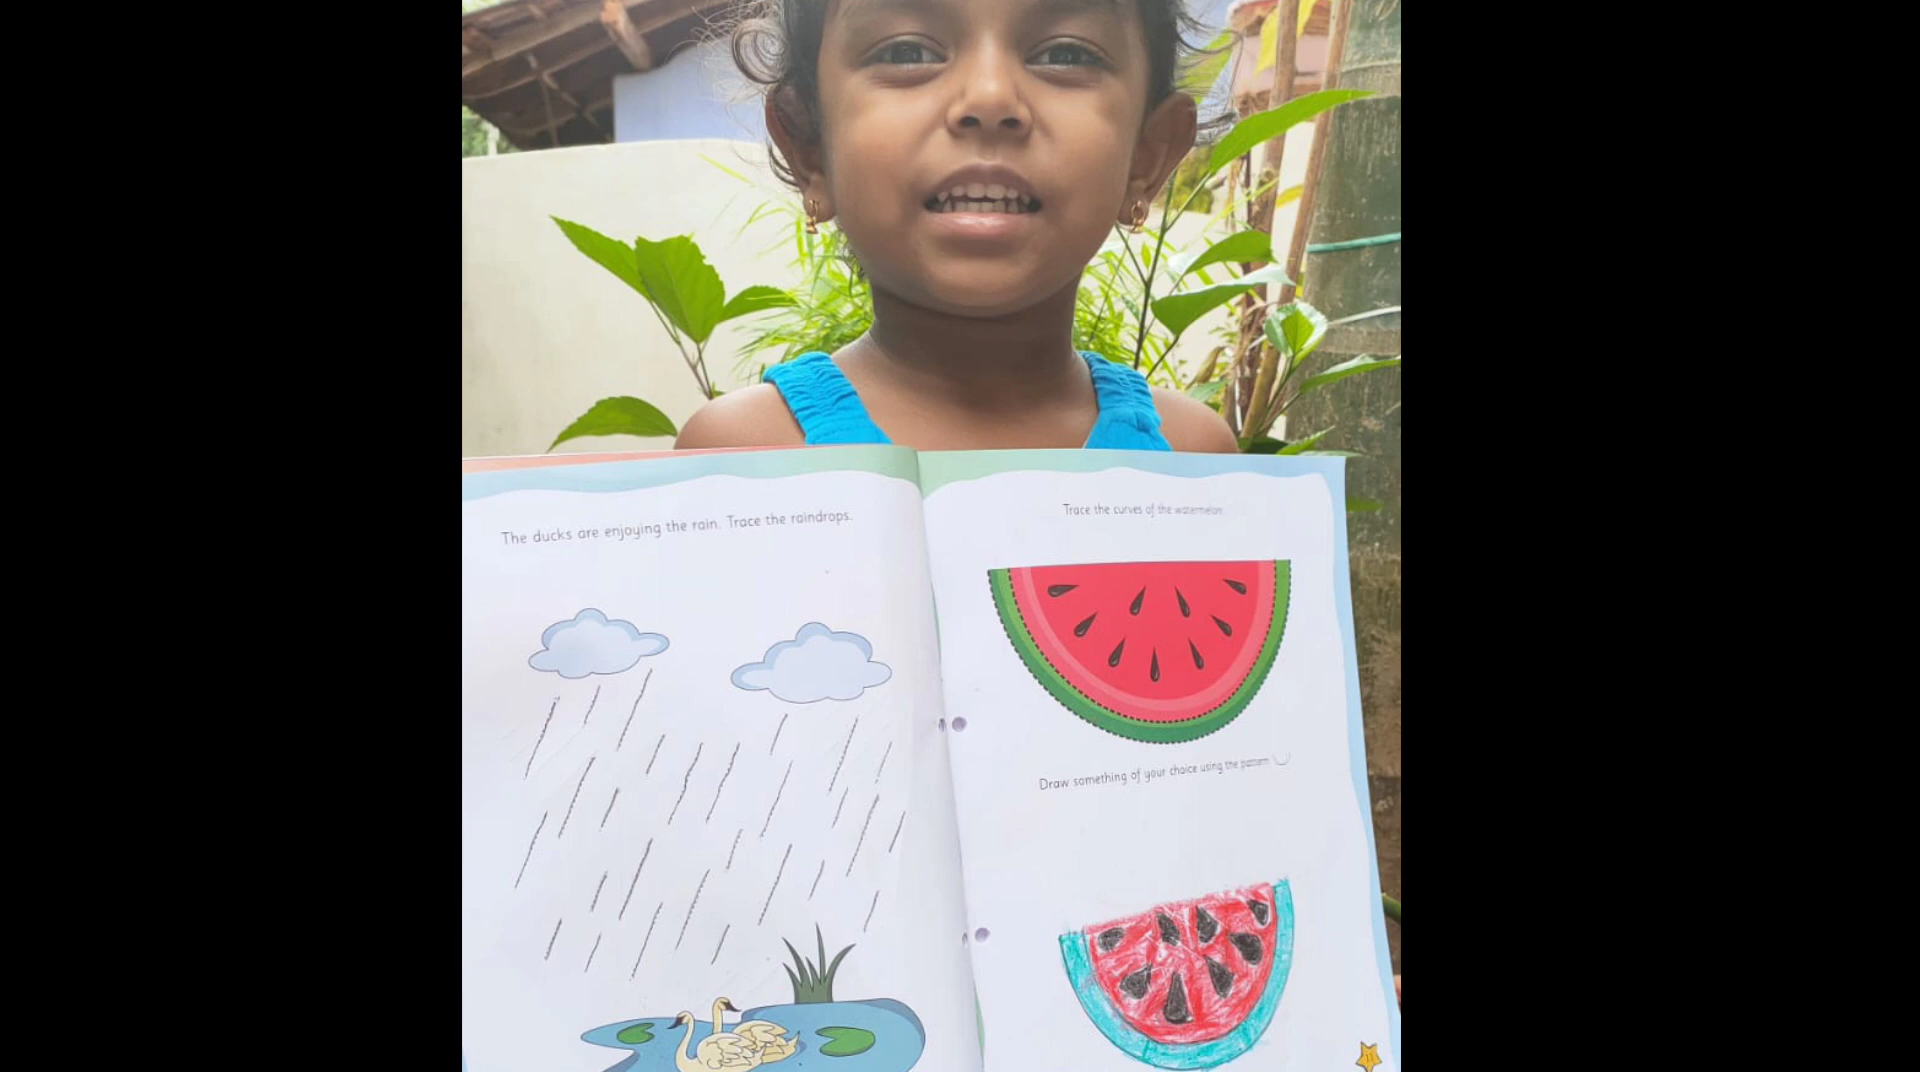 The ducks are enjoying the rain. Trace the raindrops.
Trace the curves of the watermelon
Draw something of your choice using the pattern